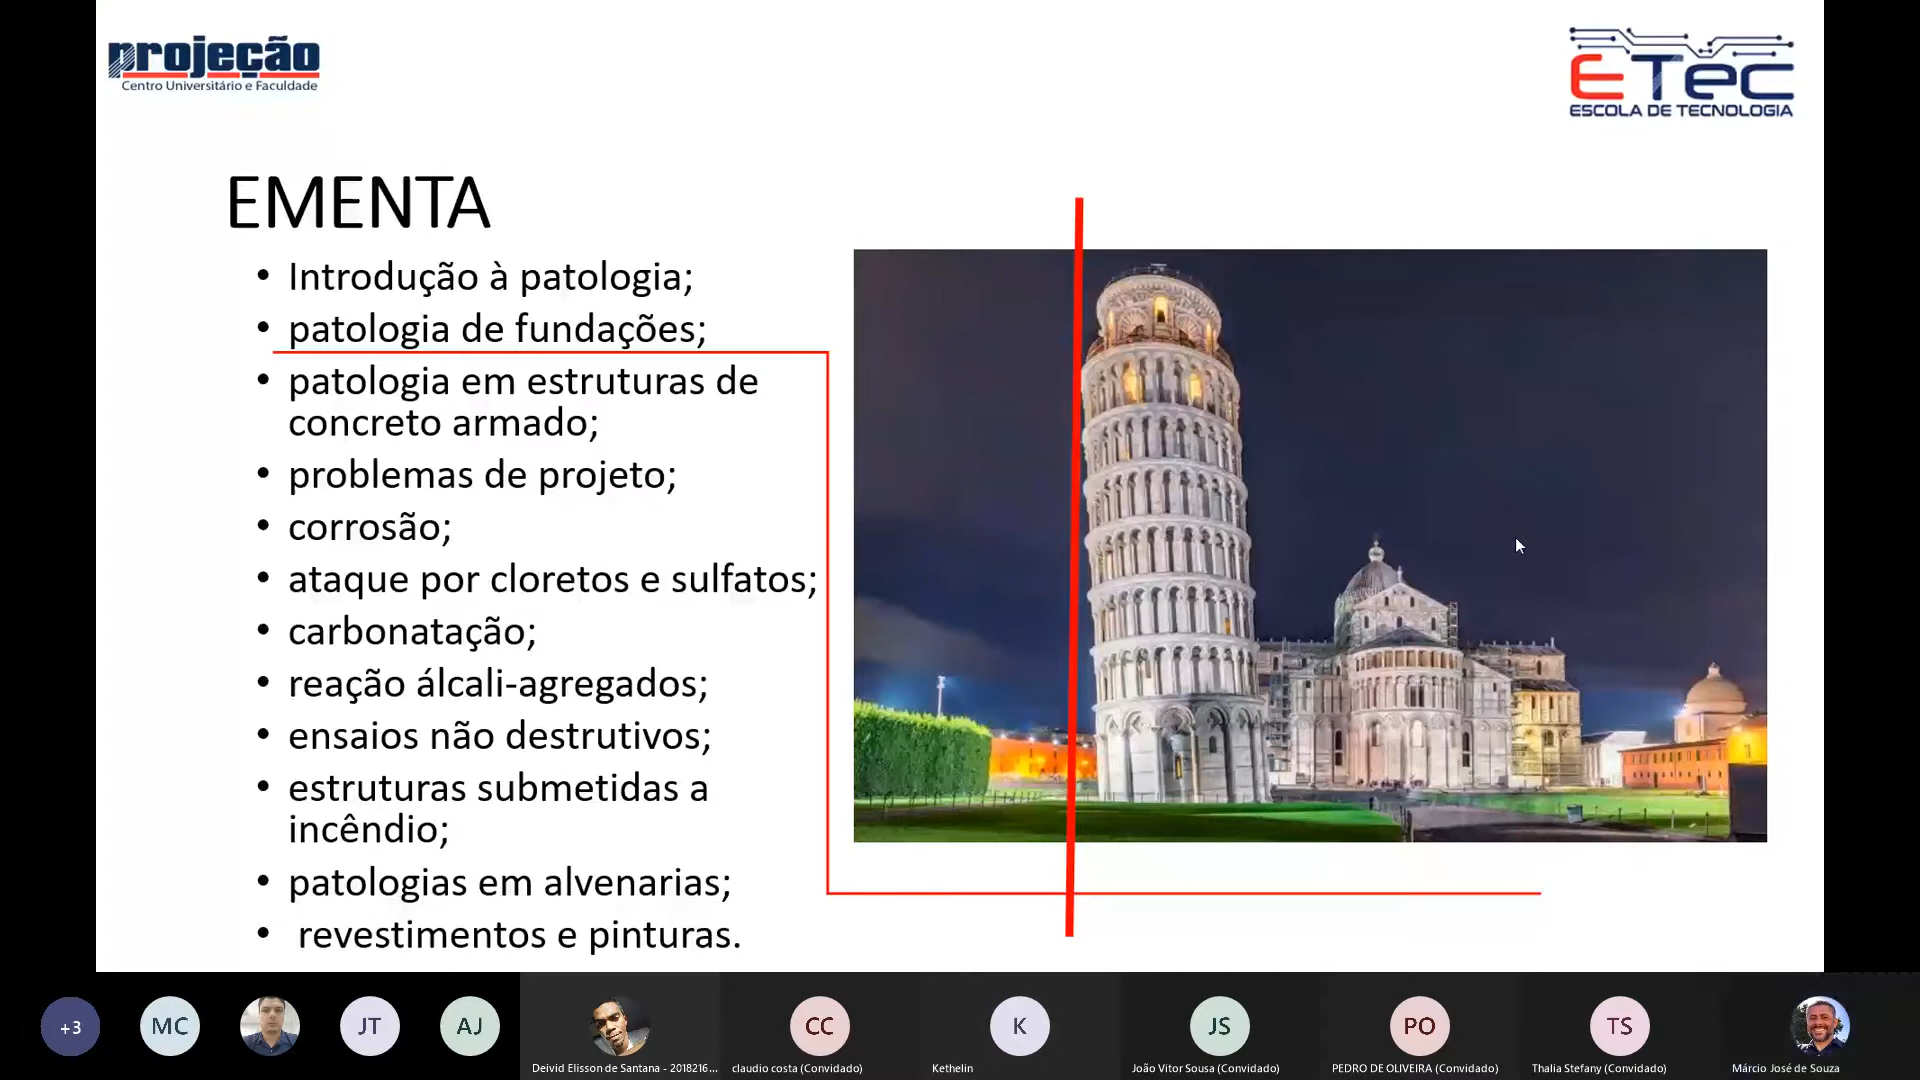 projeção
Centro Universitário e Faculdade
ETec
ESCOLA DE TECNOLOGIA
EMENTA
• Introdução à patologia;
• patologia de fundações;
• patologia em estruturas de
concreto armado;
• problemas de projeto;
• corrosão;
• ataque por cloretos e sulfatos;
• carbonatação;
• reação álcali-agregados;
• ensaios não destrutivos;
• estruturas submetidas a
incêndio;
• patologias em alvenarias;
• revestimentos e pinturas.
+3
MC
JT
AJ
CC
K
JS
PO
TS
Deivid Elisson de Santana - 2018216...
claudio costa (Convidado)
Kethelin
João Vitor Sousa (Convidado)
PEDRO DE OLIVEIRA (Convidado)
Thalia Stefany (Convidado)
Márcio José de Souza